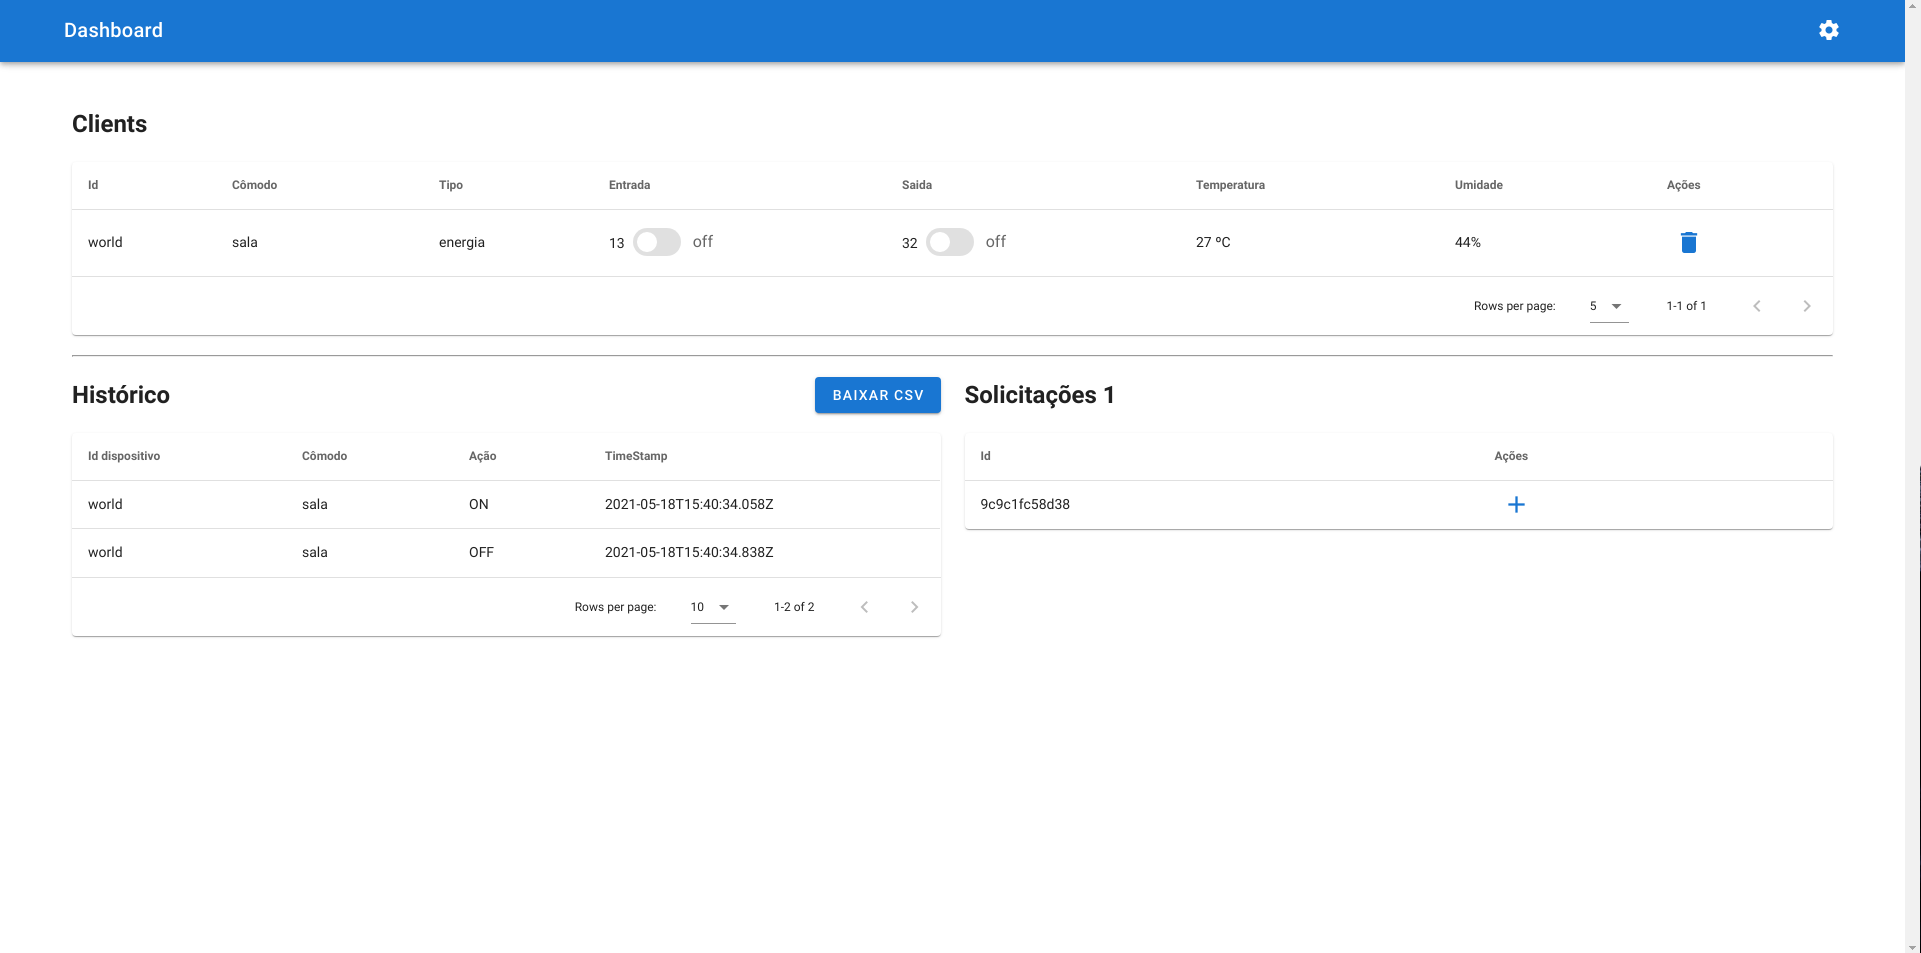 Dashboard
Clients
Id Cômodo Tipo Entrada Saida Temperatura Umidade Ações
world sala energia 13 off 32 off 27 ºC 44%
Rows per page: 5 1-1 of 1
Histórico BAIXAR CSV
Id dispositivo Cômodo Ação TimeStamp
world sala ON 2021-05-18T15:40:34.058Z
world sala OFF 2021-05-18T15:40:34.838Z
Rows per page: 10 1-2 of 2
Solicitações 1
Id Ações
9c9c1fc58d38